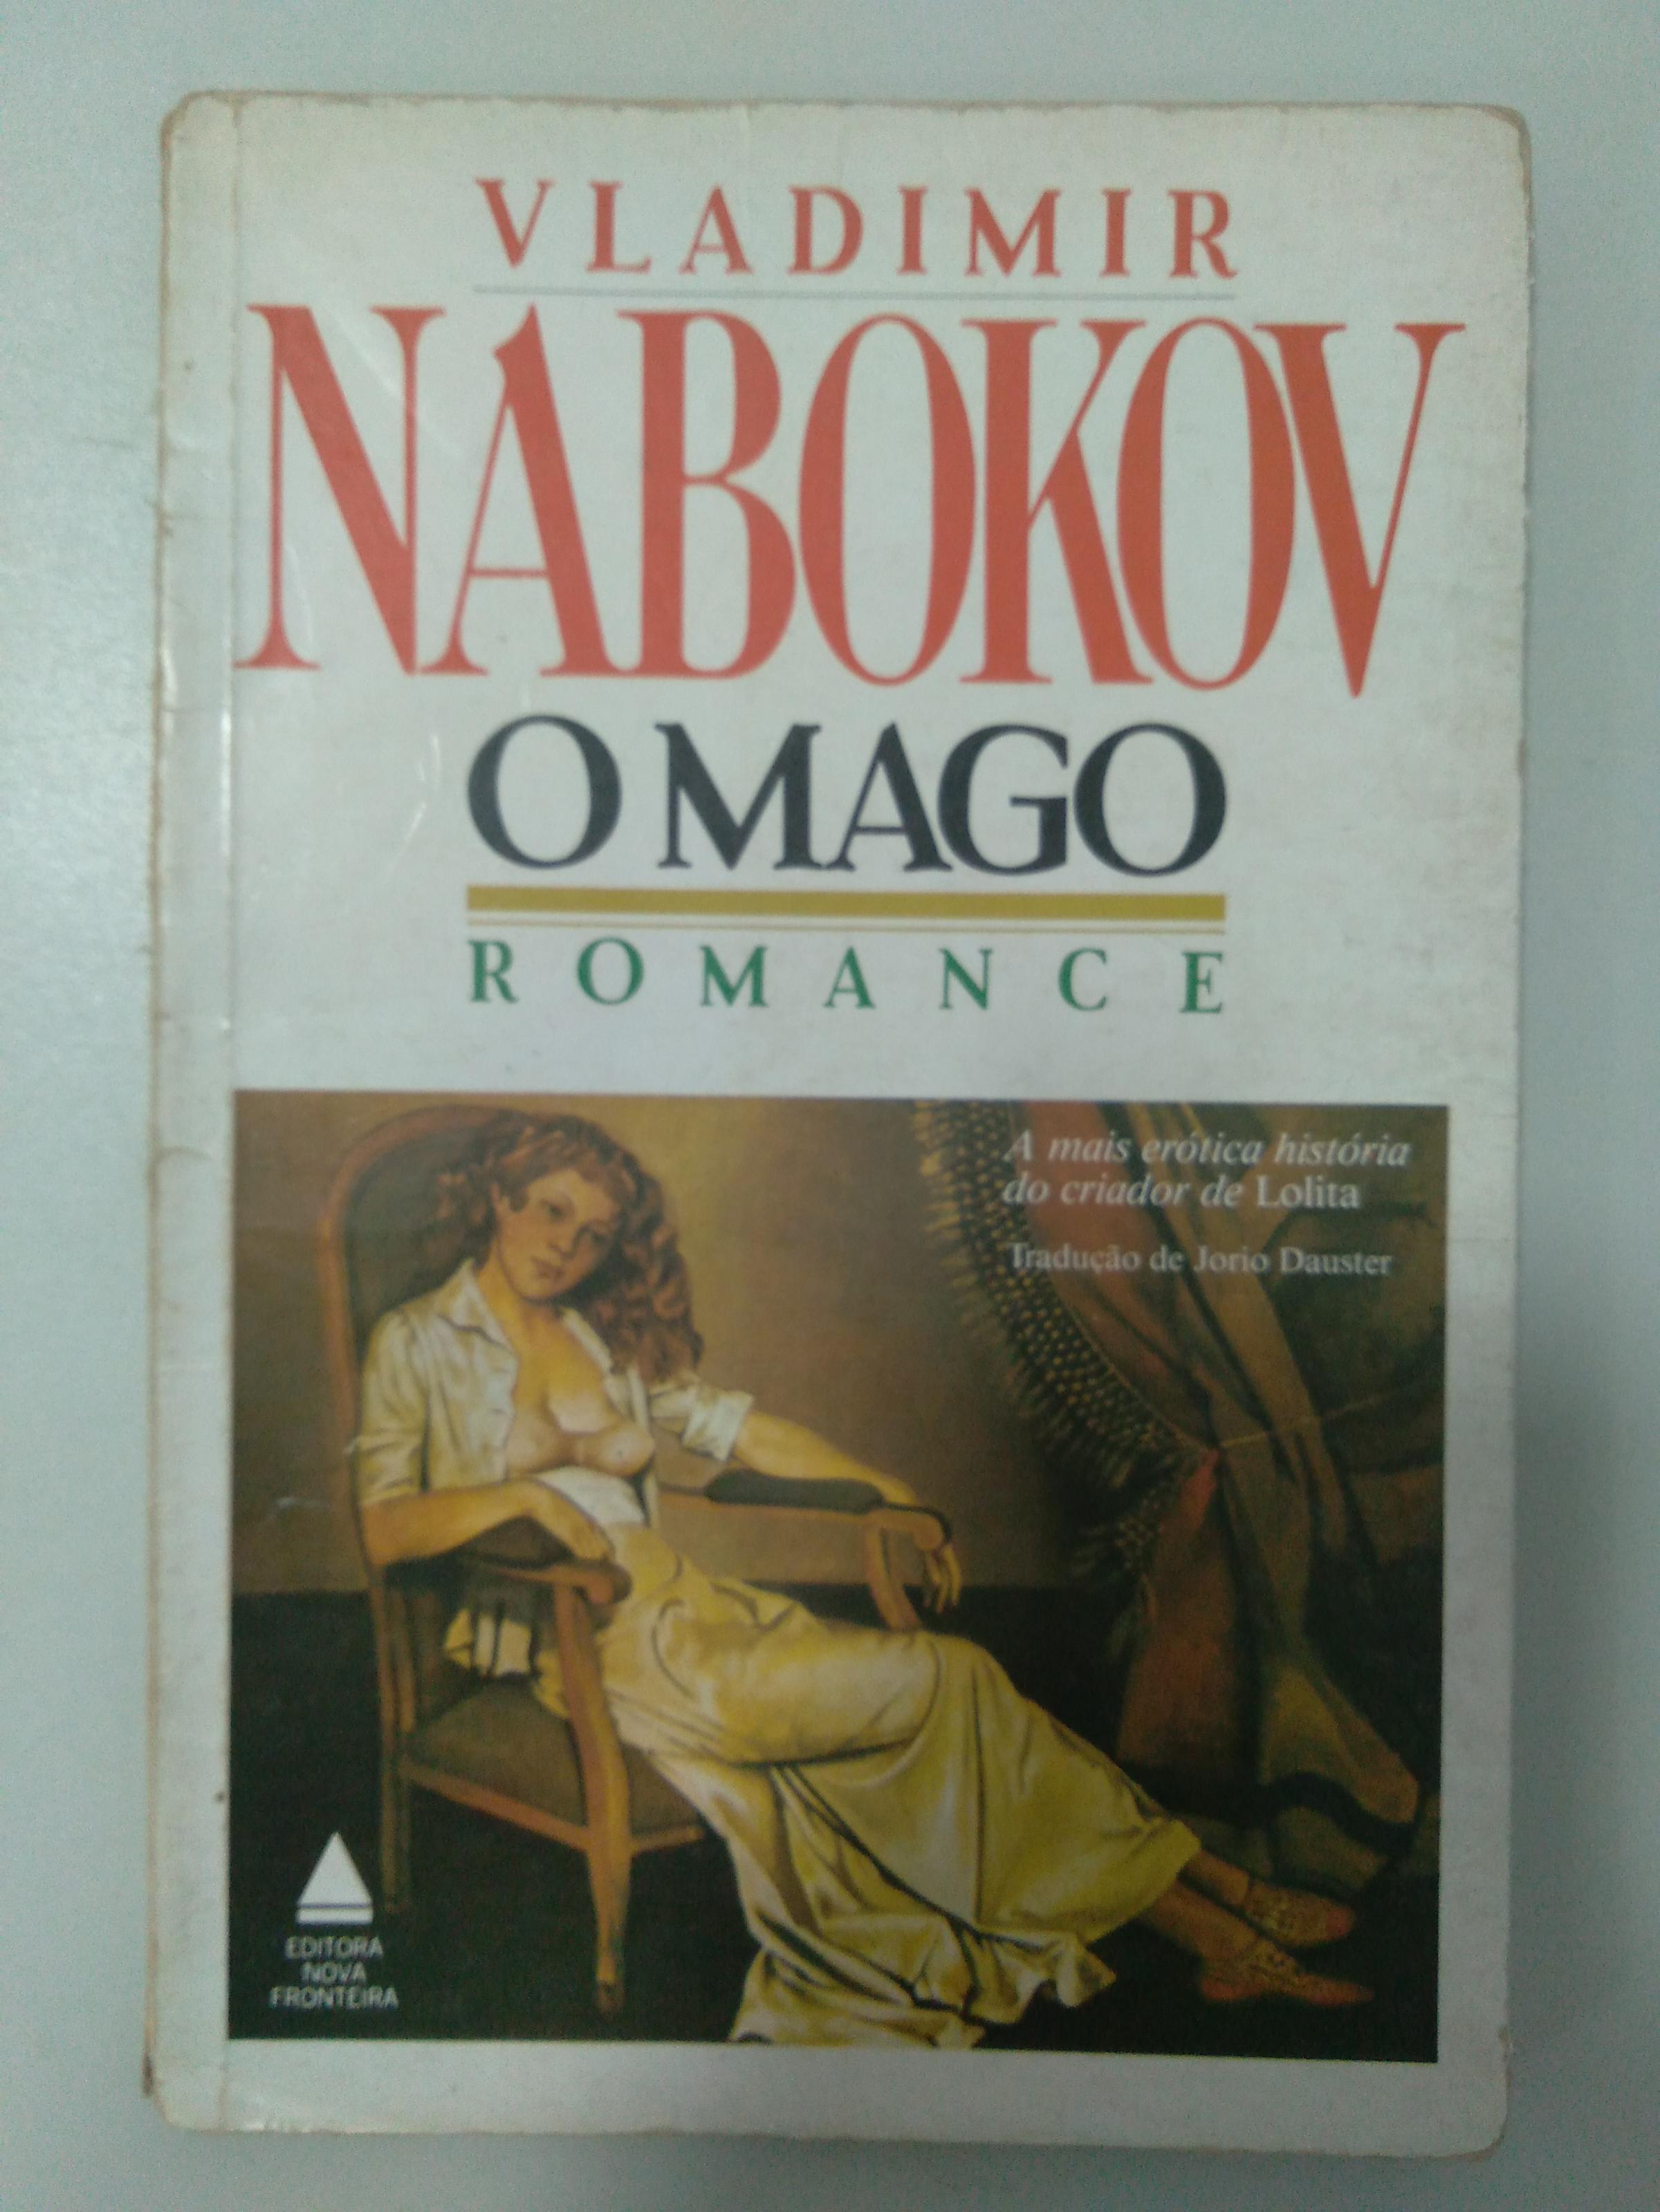 VLADIMIR
NABOKOV
O MAGO
ROMANCE
A mais erótica história
do criador de Lolita
Tradução de Jorio Dauster
EDITORA
NOVA
FRONTEIRA